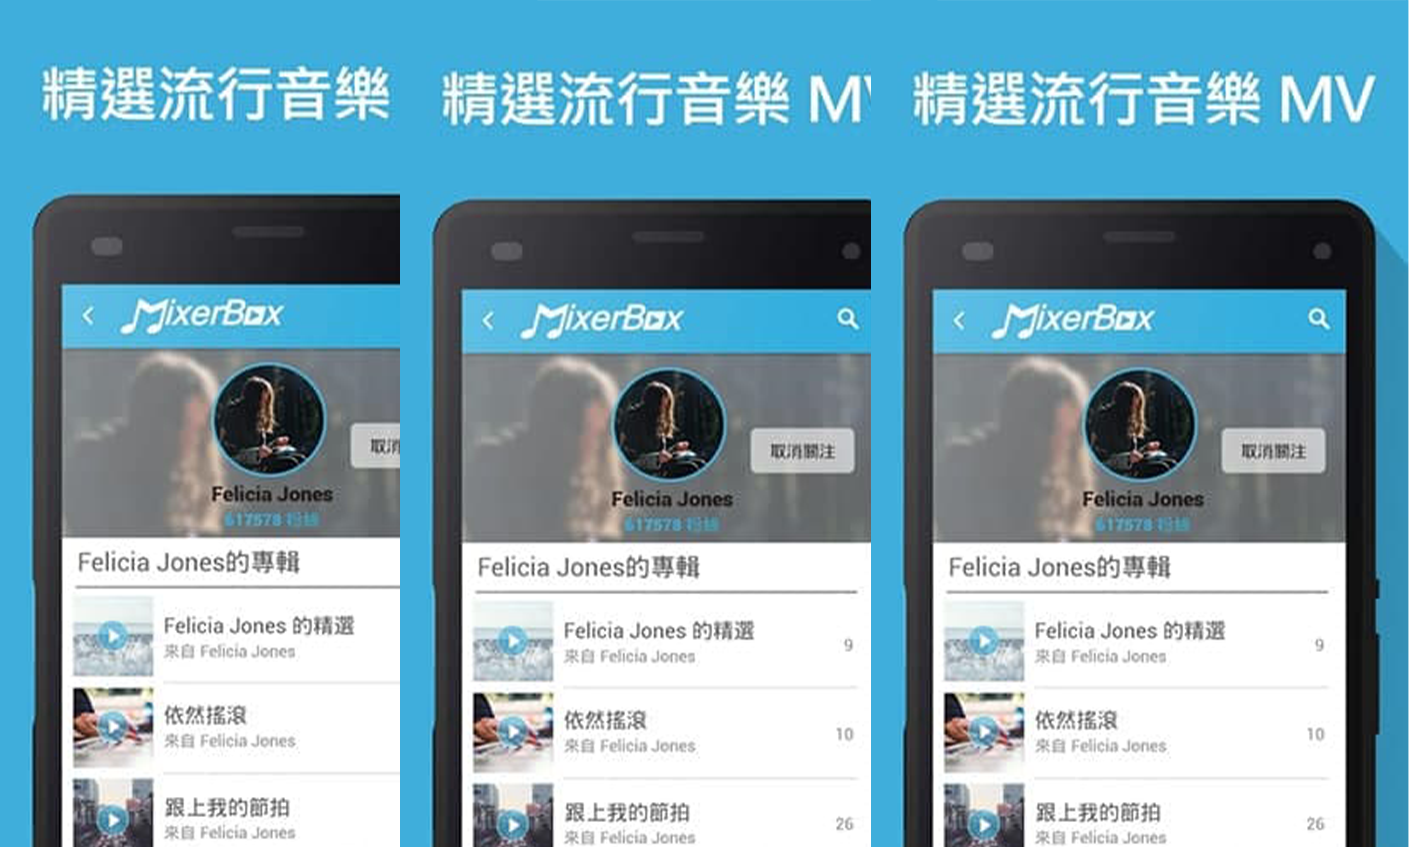 精選流行音樂
MixerBox
取消
Felicia Jones
617578 粉絲
Felicia Jones的專輯
Felicia Jones 的精選
來自 Felicia Jones
依然搖滾
來自 Felicia Jones
跟上我的節拍
來自 Felicia Jones
精選流行音樂 MV
MixerBox
取消關注
Felicia Jones
617578 粉絲
Felicia Jones的專輯
Felicia Jones 的精選
9
來自 Felicia Jones
依然搖滾
10
來自 Felicia Jones
跟上我的節拍
26
來自 Felicia Jones
精選流行音樂 MV
MixerBox
取消關注
Felicia Jones
617578 粉絲
Felicia Jones的專輯
Felicia Jones 的精選
9
來自 Felicia Jones
依然搖滾
10
來自 Felicia Jones
跟上我的節拍
26
來自 Felicia Jones